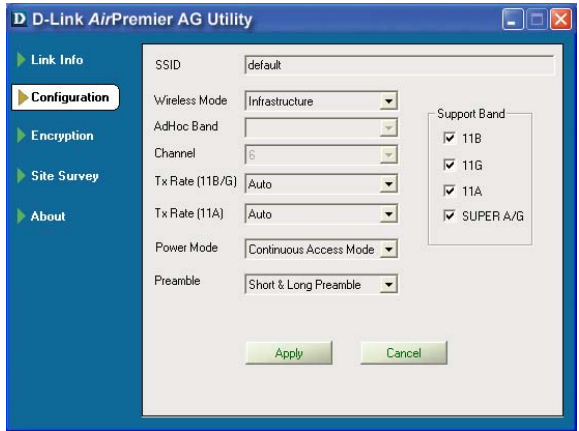 D D-Link AirPremier AG Utility
Link Info
Configuration
Encryption
Site Survey
About
SSID default
Wireless Mode Infrastructure
AdHoc Band
Channel 6
Tx Rate (11B/G) Auto
Tx Rate (11A) Auto
Power Mode Continuous Access Mode
Preamble Short & Long Preamble
Support Band
11B
11G
11A
SUPER A/G
Apply Cancel